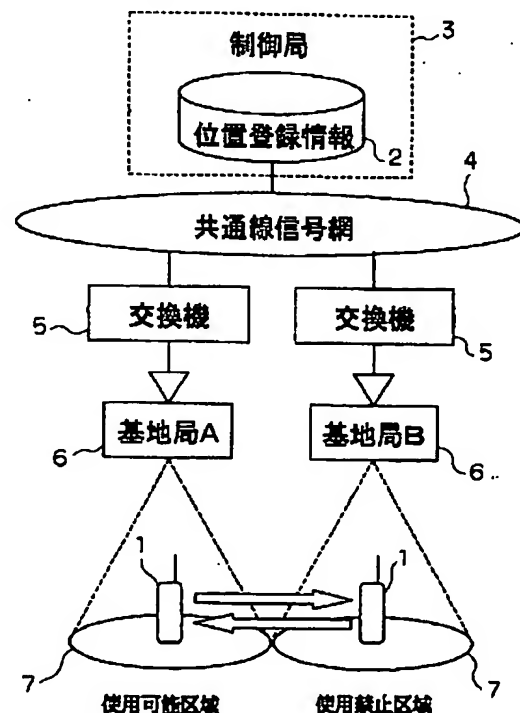 3
制御局
位置登録情報
2
4
共通線信号網
5
交換機
交換機
5
基地局A
基地局B
6
6
1
1
7
7
使用可能区域
使用禁止区域